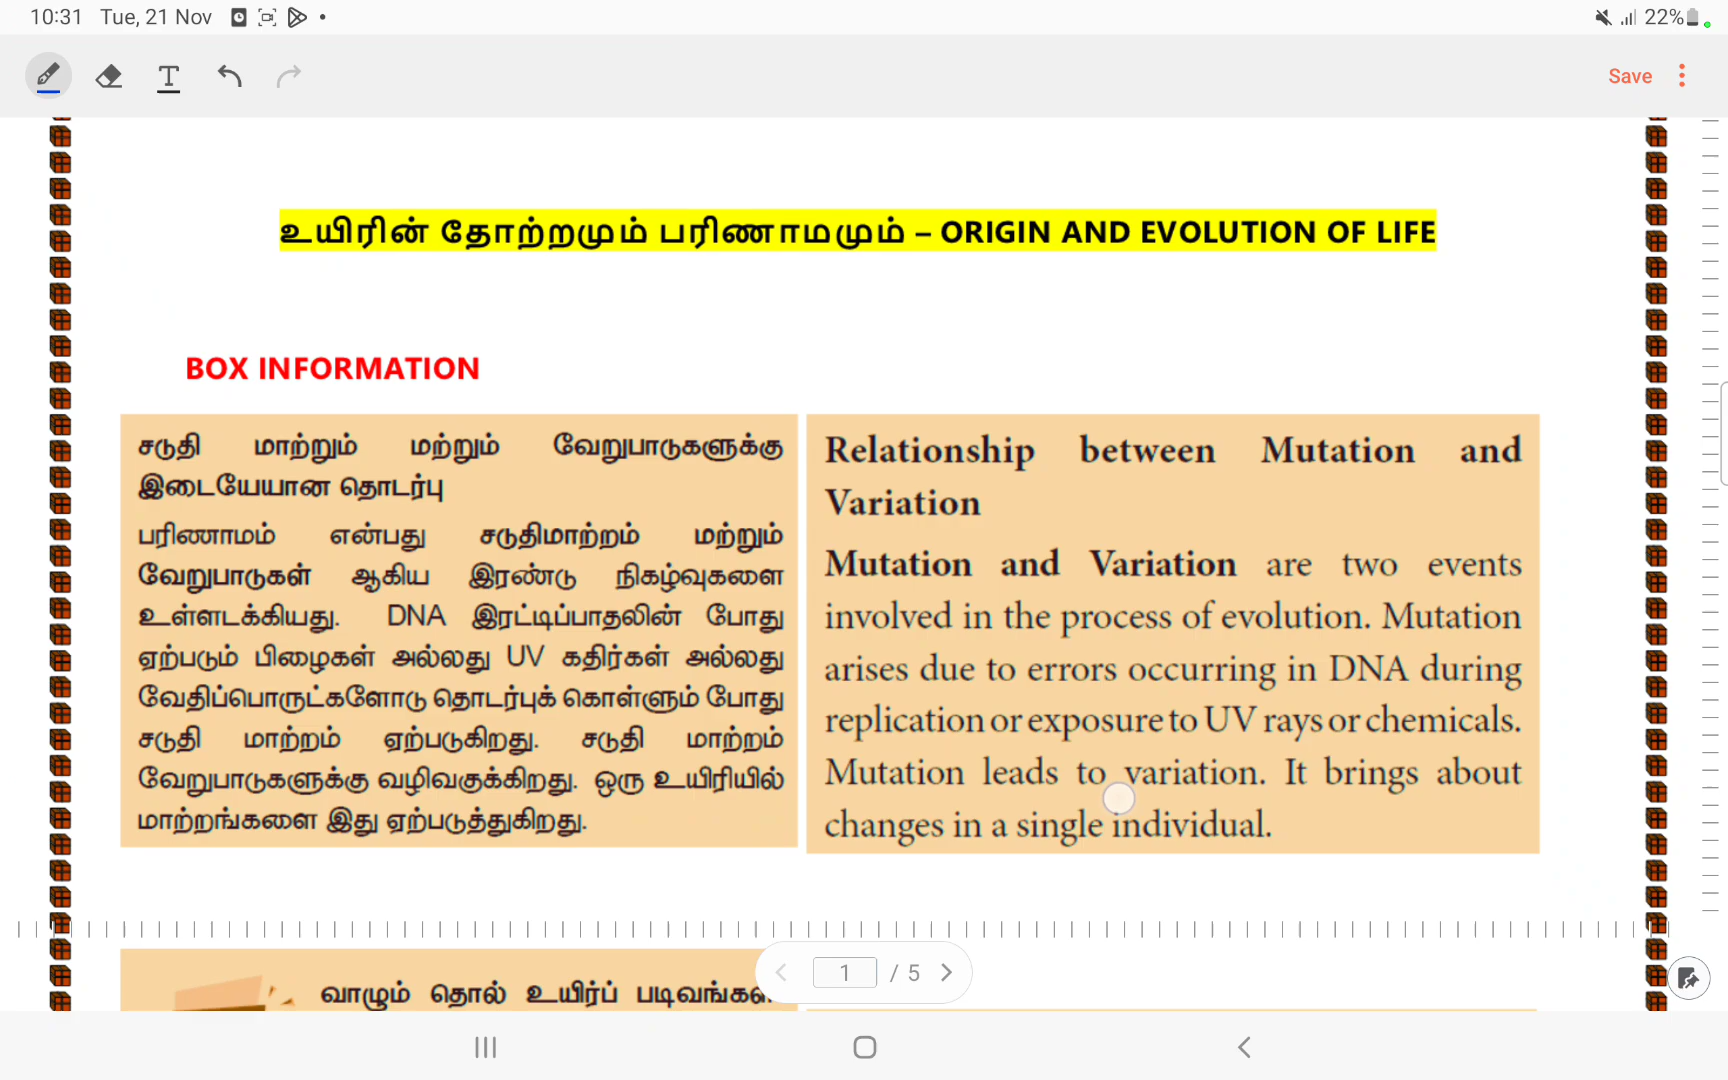 10:31 Tue, 21 Nov
22%
T
Save
உயிரின் தோற்றமும் பரிணாமமும் – ORIGIN AND EVOLUTION OF LIFE
BOX INFORMATION
சடுதி மாற்றும் மற்றும் வேறுபாடுகளுக்கு
இடையேயான தொடர்பு
பரிணாமம் என்பது சடுதிமாற்றம் மற்றும்
வேறுபாடுகள் ஆகிய இரண்டு நிகழ்வுகளை
உள்ளடக்கியது. DNA இரட்டிப்பாதலின் போது
ஏற்படும் பிழைகள் அல்லது UV கதிர்கள் அல்லது
வேதிப்பொருட்களோடு தொடர்புக் கொள்ளும் போது
சடுதி மாற்றம் ஏற்படுகிறது. சடுதி மாற்றம்
வேறுபாடுகளுக்கு வழிவகுக்கிறது. ஒரு உயிரியில்
மாற்றங்களை இது ஏற்படுத்துகிறது.
Relationship between Mutation and
Variation
Mutation and Variation are two events
involved in the process of evolution. Mutation
arises due to errors occurring in DNA during
replication or exposure to UV rays or chemicals.
Mutation leads to variation. It brings about
changes in a single individual.
வாழும் தொல் உயிர்ப் படிவங்கள்
1 / 5